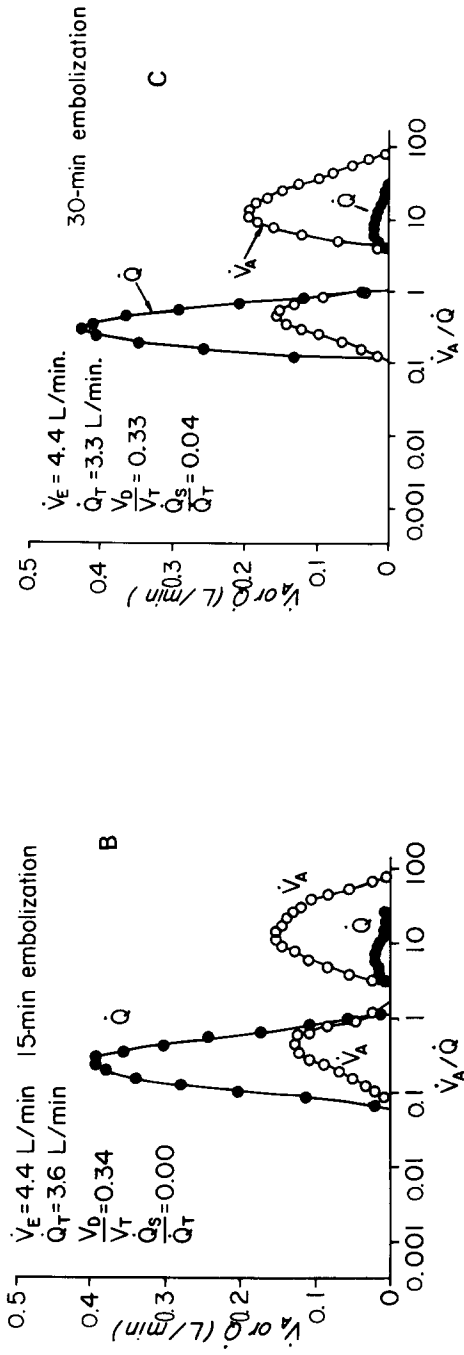 V̇E = 4.4 L/min 15-min embolization
Q̇T = 3.6 L/min
VD/VT = 0.34
Q̇S/Q̇T = 0.00
B
0.5
0.4
0.3
0.2
0.1
0
V̇A or Q̇ (L/min)
Q̇
V̇A
V̇A
Q̇
0.001 0.01 0.1 1 10 100
V̇A/Q̇
30-min embolization
V̇E = 4.4 L/min.
Q̇T = 3.3 L/min.
VD/VT = 0.33
Q̇S/Q̇T = 0.04
C
0.5
0.4
0.3
0.2
0.1
0
V̇A or Q̇ (L/min)
Q̇
V̇A
Q̇
0.001 0.01 0.1 1 10 100
V̇A/Q̇